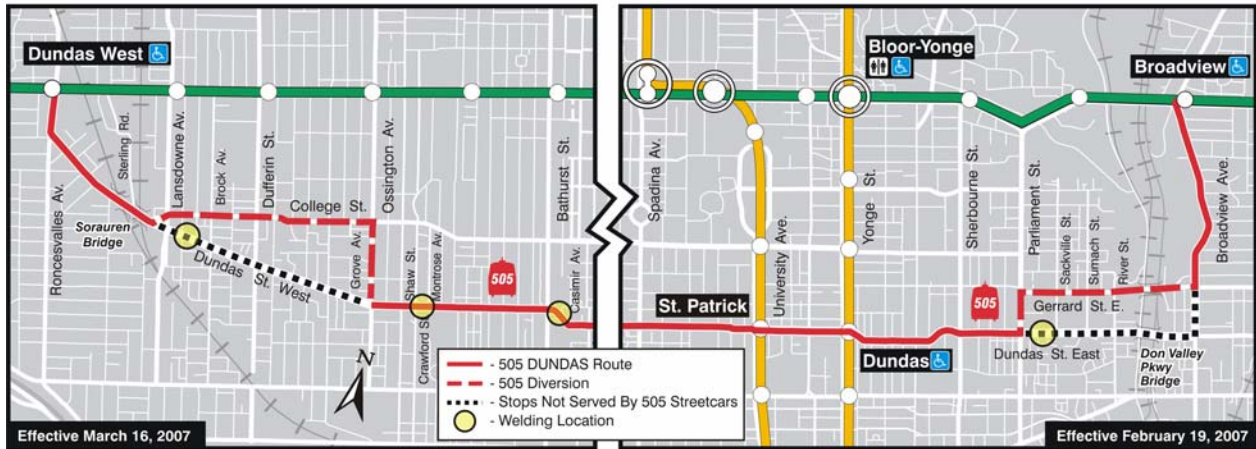 Dundas West
Bloor-Yonge
Broadview
Roncesvalles Av.
Sterling Rd.
Lansdowne Av.
Brock Av.
Dufferin St.
College St.
Ossington Av.
Bathurst St.
Spadina Av.
University Ave.
Yonge St.
Sherbourne St.
Parliament St.
Sackville St.
Sumach St.
River St.
Broadview Ave.
Sorauren
Bridge
Dundas St. West
Grove Av.
Shaw St.
Crawford St.
Montrose Av.
505
Casimir Av.
St. Patrick
Dundas
505
Gerrard St. E.
Dundas St. East
Don Valley
Pkwy
Bridge
N
- 505 DUNDAS Route
- 505 Diversion
- Stops Not Served By 505 Streetcars
- Welding Location
Effective March 16, 2007
Effective February 19, 2007